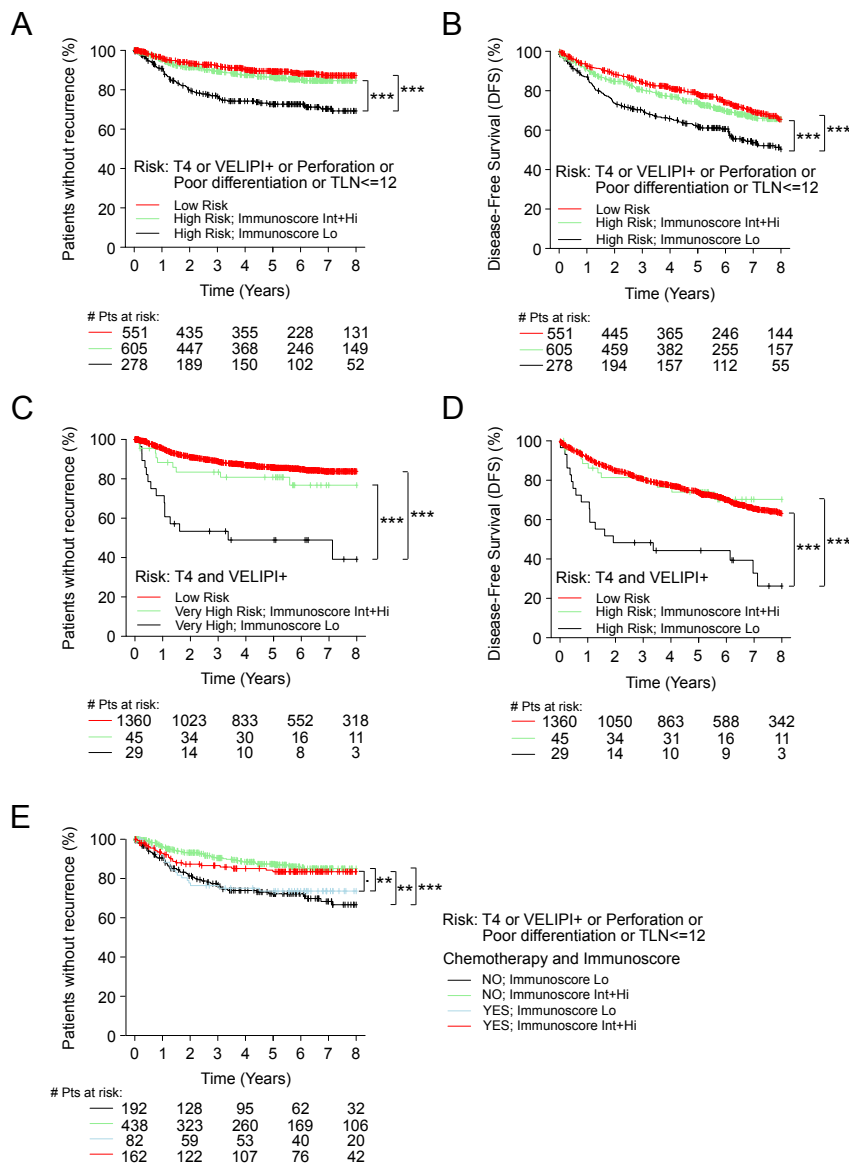 A
Patients without recurrence (%)
100
80
60
40
20
0
***
***
Risk: T4 or VELIPI+ or Perforation or
Poor differentiation or TLN<=12
Low Risk
High Risk; Immunoscore Int+Hi
High Risk; Immunoscore Lo
0 1 2 3 4 5 6 7 8
Time (Years)
# Pts at risk:
551 435 355 228 131
605 447 368 246 149
278 189 150 102 52
B
Disease-Free Survival (DFS) (%)
100
80
60
40
20
0
***
***
Risk: T4 or VELIPI+ or Perforation or
Poor differentiation or TLN<=12
Low Risk
High Risk; Immunoscore Int+Hi
High Risk; Immunoscore Lo
0 1 2 3 4 5 6 7 8
Time (Years)
# Pts at risk:
551 445 365 246 144
605 459 382 255 157
278 194 157 112 55
C
Patients without recurrence (%)
100
80
60
40
20
0
***
***
Risk: T4 and VELIPI+
Low Risk
Very High Risk; Immunoscore Int+Hi
Very High; Immunoscore Lo
0 1 2 3 4 5 6 7 8
Time (Years)
# Pts at risk:
1360 1023 833 552 318
45 34 30 16 11
29 14 10 8 3
D
Disease-Free Survival (DFS) (%)
100
80
60
40
20
0
***
***
Risk: T4 and VELIPI+
Low Risk
High Risk; Immunoscore Int+Hi
High Risk; Immunoscore Lo
0 1 2 3 4 5 6 7 8
Time (Years)
# Pts at risk:
1360 1050 863 588 342
45 34 31 16 11
29 14 10 9 3
E
Patients without recurrence (%)
100
80
60
40
20
0
. ** ** ***
0 1 2 3 4 5 6 7 8
Time (Years)
Risk: T4 or VELIPI+ or Perforation or
Poor differentiation or TLN<=12
Chemotherapy and Immunoscore
NO; Immunoscore Lo
NO; Immunoscore Int+Hi
YES; Immunoscore Lo
YES; Immunoscore Int+Hi
# Pts at risk:
192 128 95 62 32
438 323 260 169 106
82 59 53 40 20
162 122 107 76 42